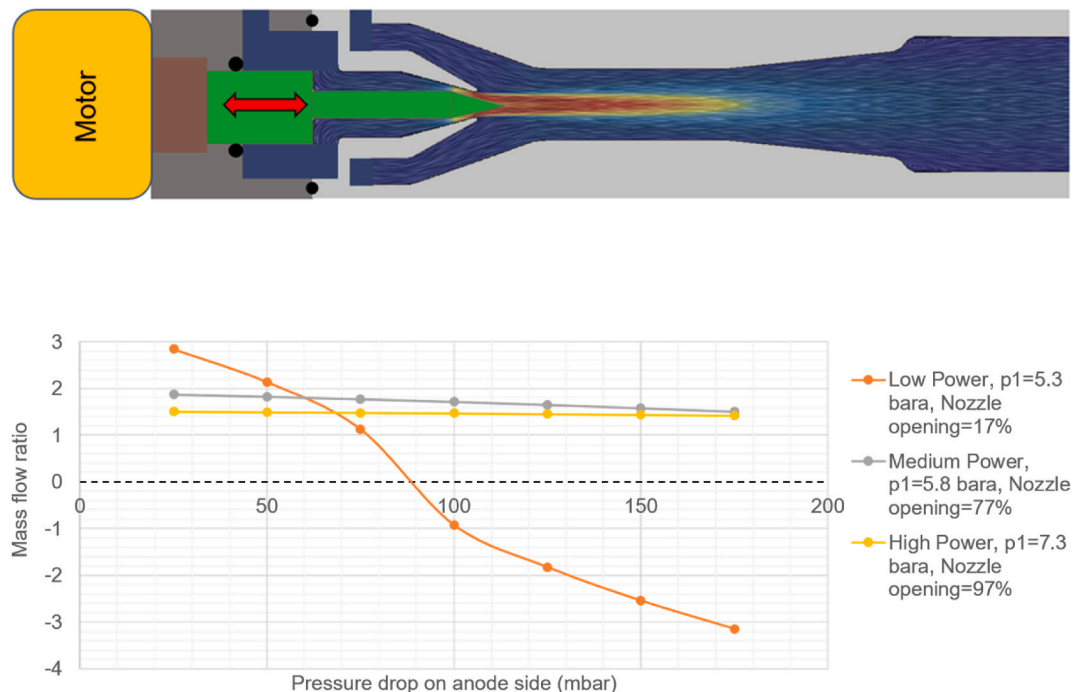 Motor
3
2
1
0
-1
-2
-3
-4
0
50
100
150
200
Mass flow ratio
Pressure drop on anode side (mbar)
Low Power, p1=5.3
bara, Nozzle
opening=17%
Medium Power,
p1=5.8 bara, Nozzle
opening=77%
High Power, p1=7.3
bara, Nozzle
opening=97%